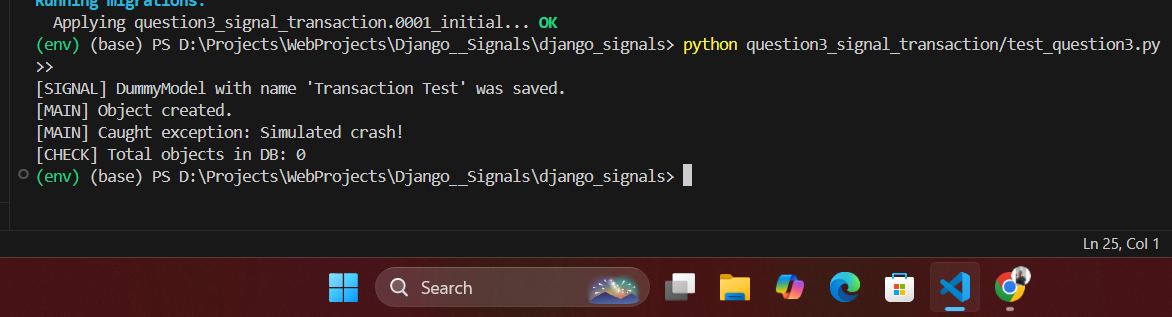 Running migrations:
Applying question3_signal_transaction.0001_initial... OK
(env) (base) PS D:\Projects\WebProjects\Django__Signals\django_signals> python question3_signal_transaction/test_question3.py
>>
[SIGNAL] DummyModel with name 'Transaction Test' was saved.
[MAIN] Object created.
[MAIN] Caught exception: Simulated crash!
[CHECK] Total objects in DB: 0
(env) (base) PS D:\Projects\WebProjects\Django__Signals\django_signals>
Ln 25, Col 1
Search